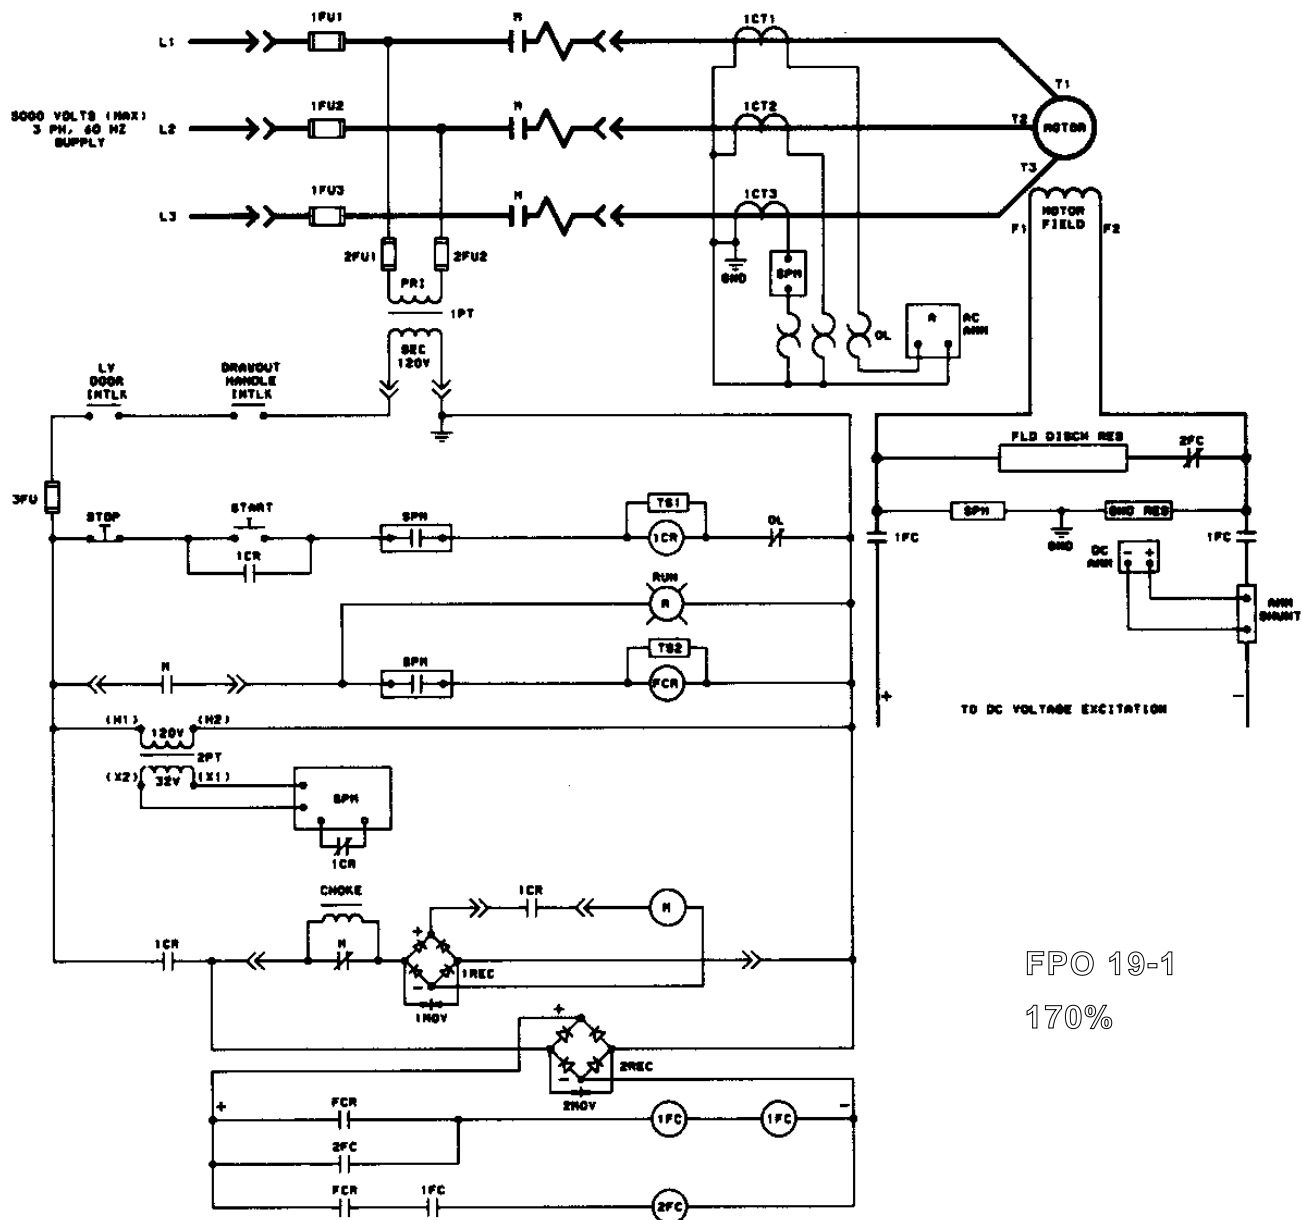 1FU1
M
1CT1
L1
T1
5000 VOLTS (MAX)
3 PH, 60 HZ
SUPPLY
1FU2
M
1CT2
L2
T2
MOTOR
T3
1FU3
M
1CT3
L3
MOTOR
FIELD
F1
F2
2FU1
2FU2
GND
SPM
PRI
1PT
A
AC
AMM
OL
SEC
120V
LV
DOOR
INTLK
DRAWOUT
HANDLE
INTLK
FLD DISCH RES
2FC
3FU
STOP
START
SPM
TS1
1CR
OL
SPM
GND RES
GND
1FC
1FC
1CR
DC
AMM
- +
RUN
R
AMM
SHUNT
M
SPM
TS2
FCR
+
-
TO DC VOLTAGE EXCITATION
(H1)
120V
(H2)
2PT
(X2)
32V
(X1)
SPM
1CR
CHOKE
1CR
M
1CR
M
+
-
1REC
1MOV
FPO 19-1
170%
+
-
2REC
2MOV
+
-
FCR
1FC
1FC
2FC
FCR
1FC
2FC